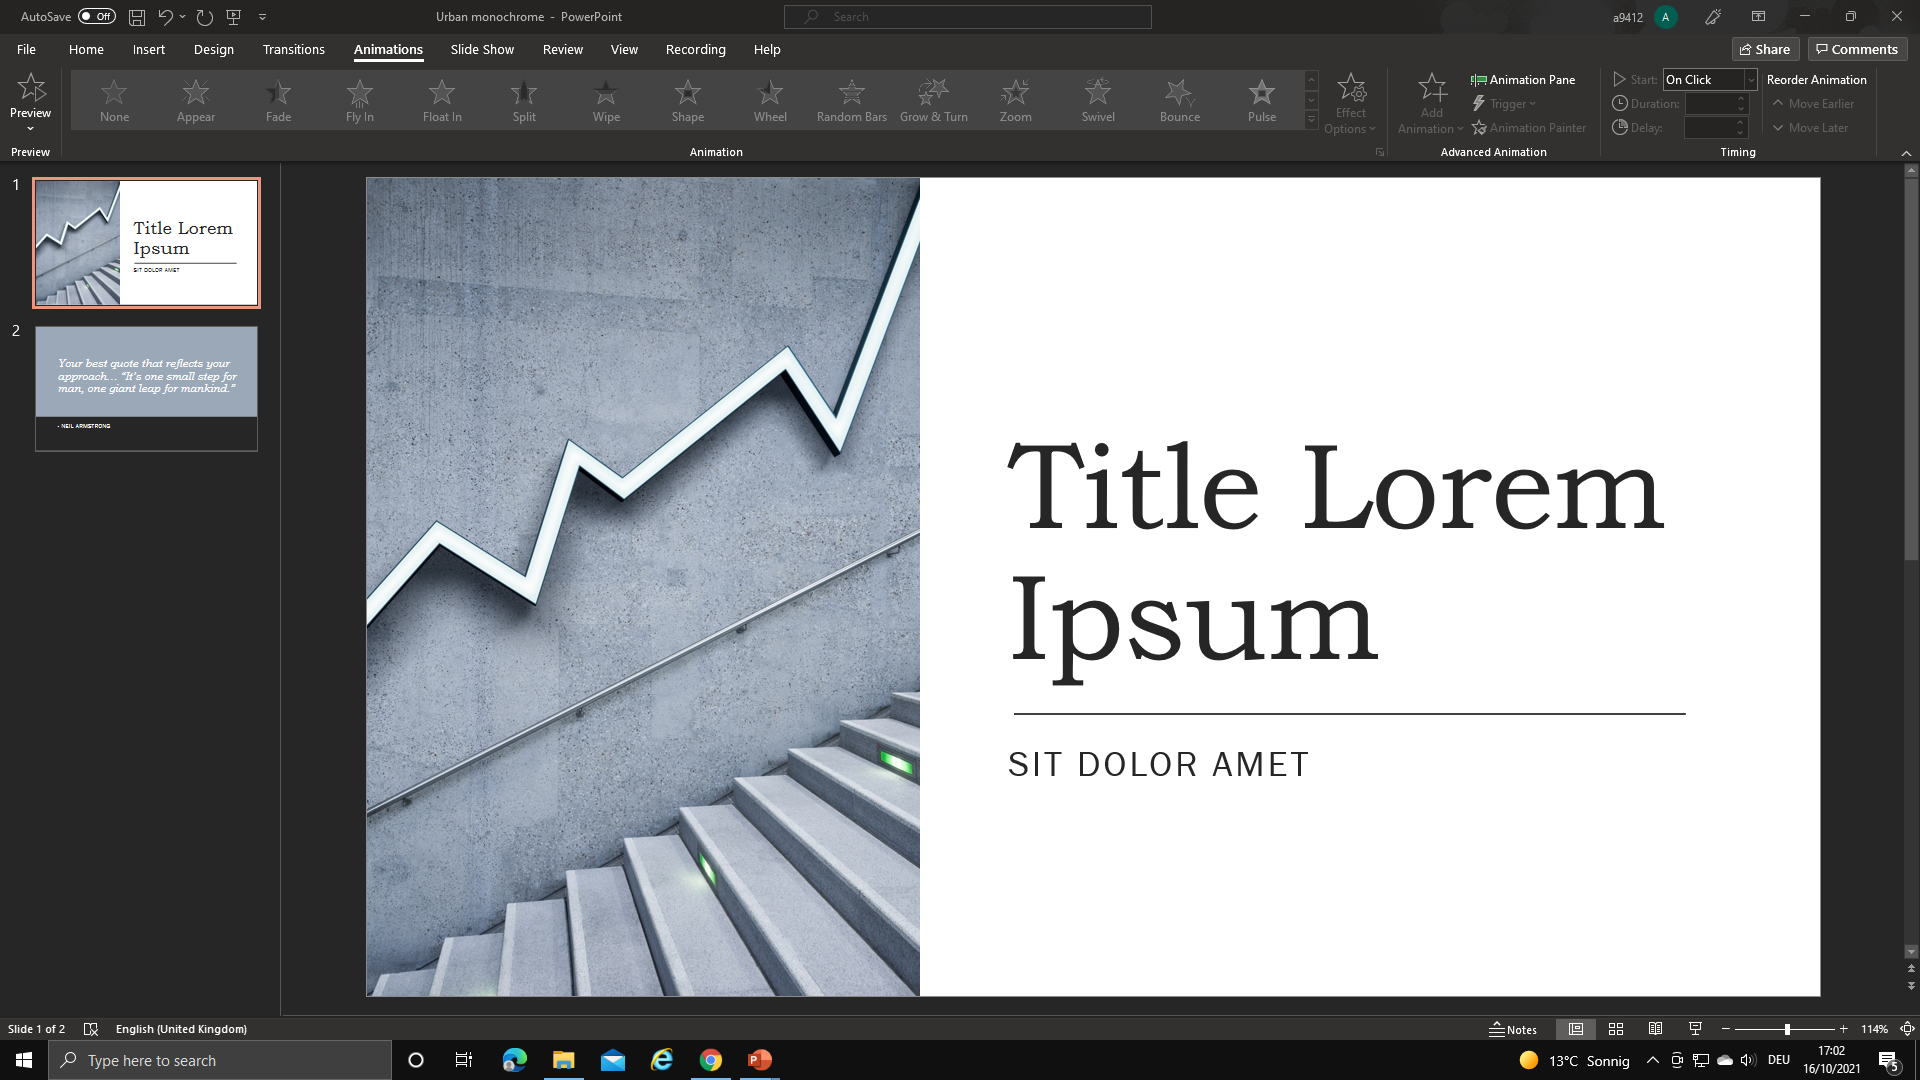 AutoSave Off
Urban monochrome - PowerPoint
Search
a9412 A
File Home Insert Design Transitions Animations Slide Show Review View Recording Help
Share Comments
Preview
Preview
None Appear Fade Fly In Float In Split Wipe Shape Wheel Random Bars Grow & Turn Zoom Swivel Bounce Pulse
Animation
Effect
Options
Add
Animation
Animation Pane
Trigger
Animation Painter
Advanced Animation
Start: On Click
Duration:
Delay:
Timing
Reorder Animation
Move Earlier
Move Later
1
Title Lorem
Ipsum
SIT DOLOR AMET
2
Your best quote that reflects your
approach... "It's one small step for
man, one giant leap for mankind."
- NEIL ARMSTRONG
Title Lorem
Ipsum
SIT DOLOR AMET
Slide 1 of 2
English (United Kingdom)
Notes
114%
Type here to search
P
13°C Sonnig
DEU
17:02
16/10/2021
5